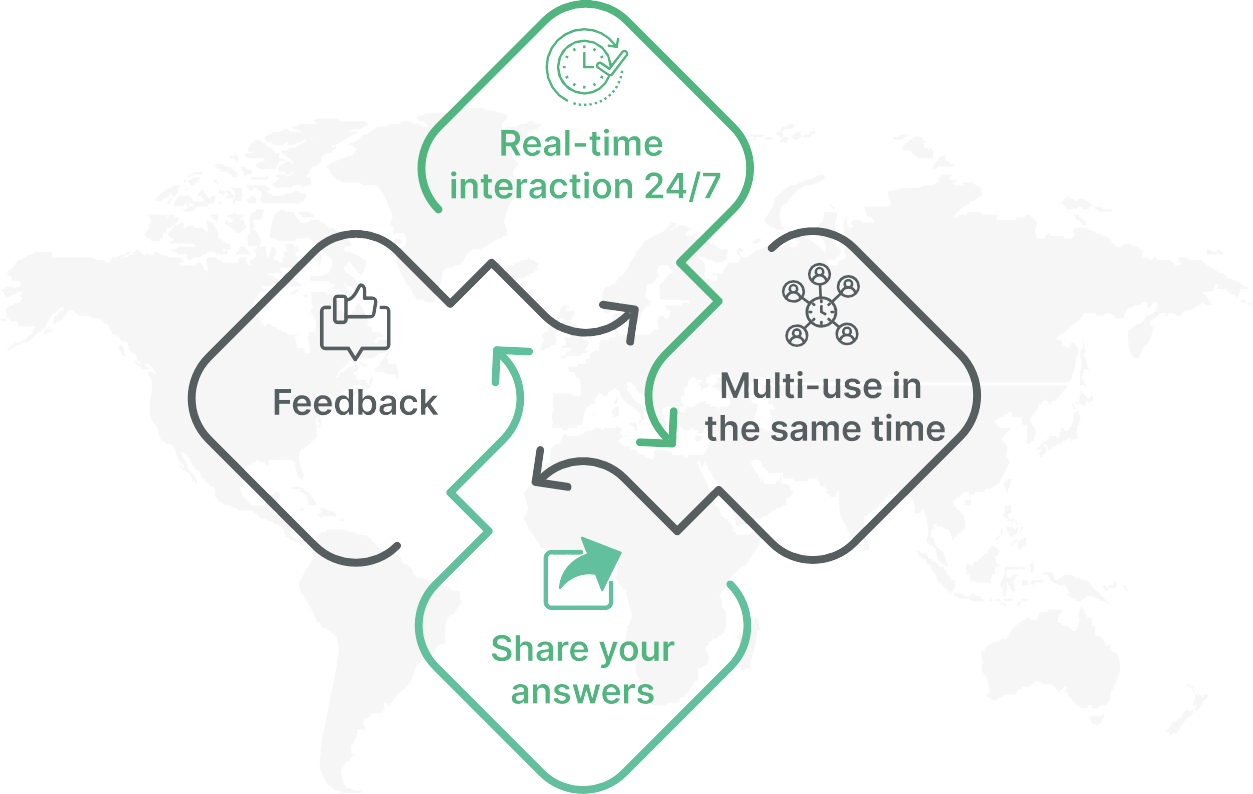 Real-time
interaction 24/7
Feedback
Multi-use in
the same time
Share your
answers